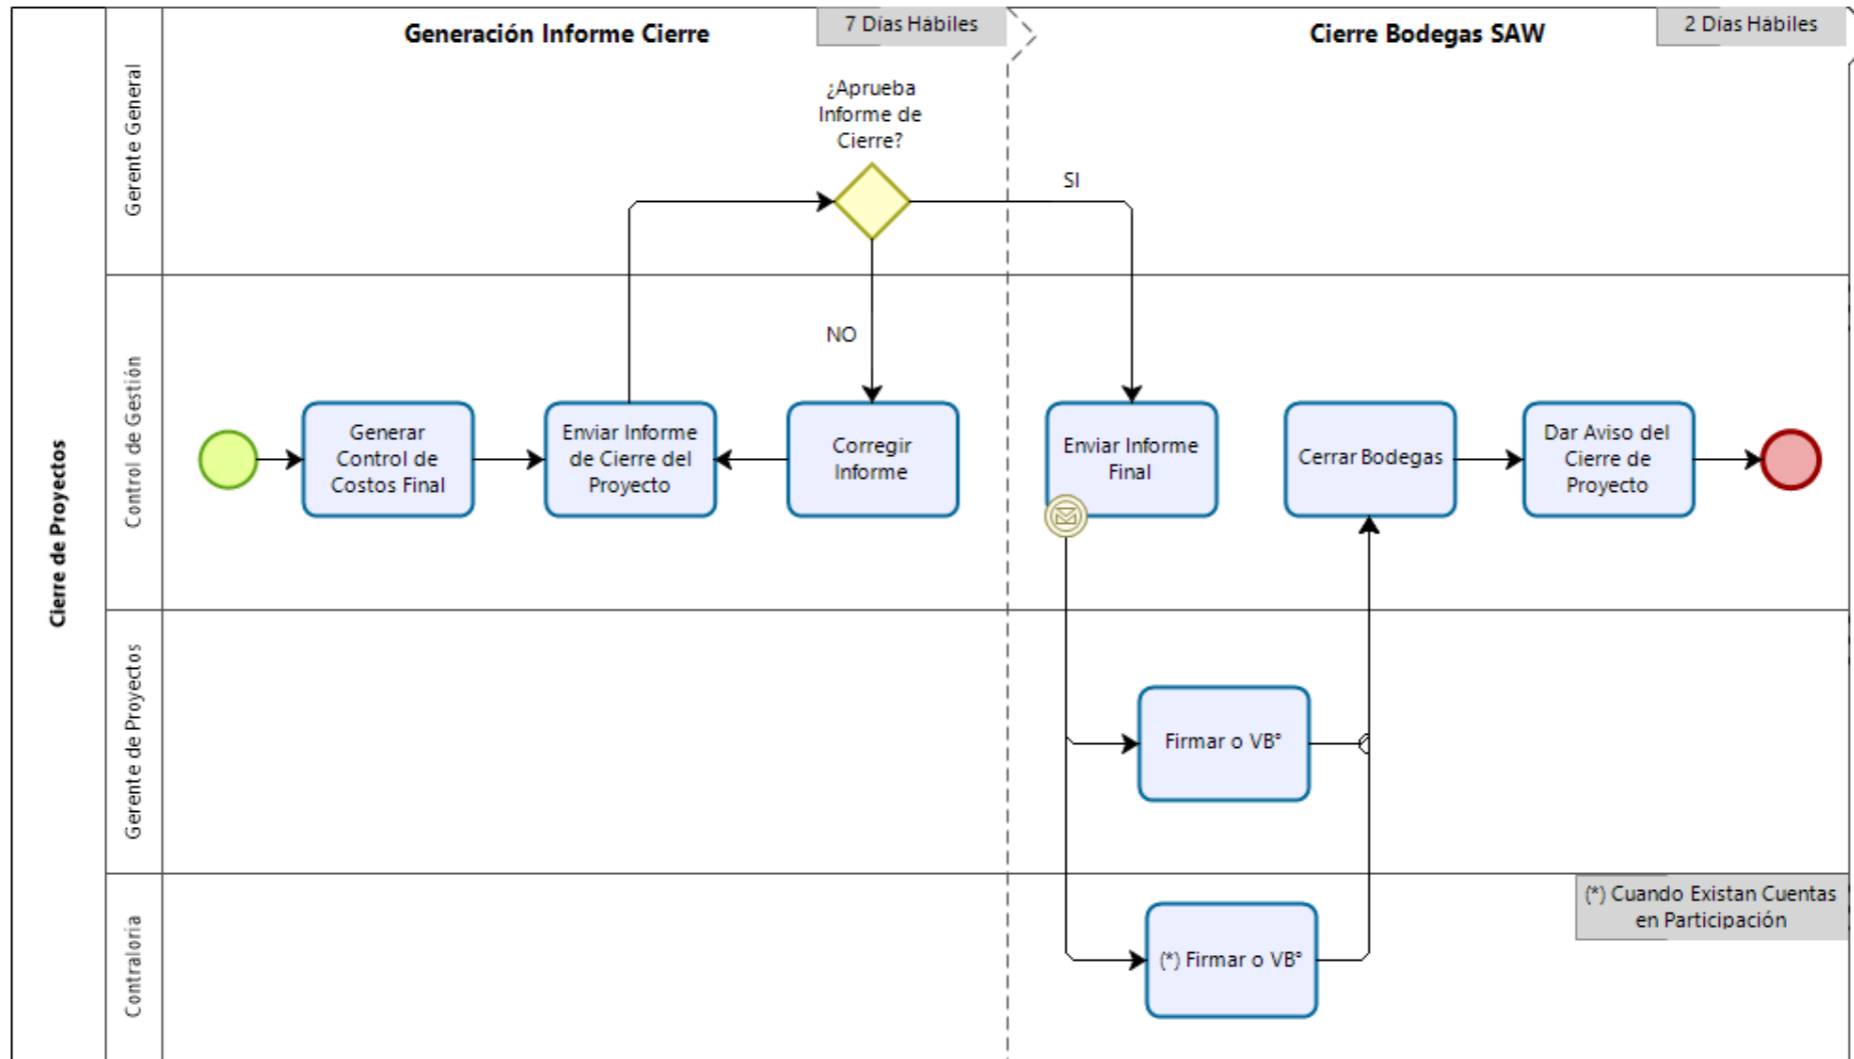 Cierre de Proyectos
Generación Informe Cierre
7 Días Hábiles
Cierre Bodegas SAW
2 Días Hábiles
Gerente General
¿Aprueba
Informe de
Cierre?
SI
NO
Control de Gestión
Generar
Control de
Costos Final
Enviar Informe
de Cierre del
Proyecto
Corregir
Informe
Enviar Informe
Final
Cerrar Bodegas
Dar Aviso del
Cierre de
Proyecto
Gerente de Proyectos
Firmar o VB°
Contraloria
(*) Firmar o VB°
(*) Cuando Existan Cuentas
en Participación